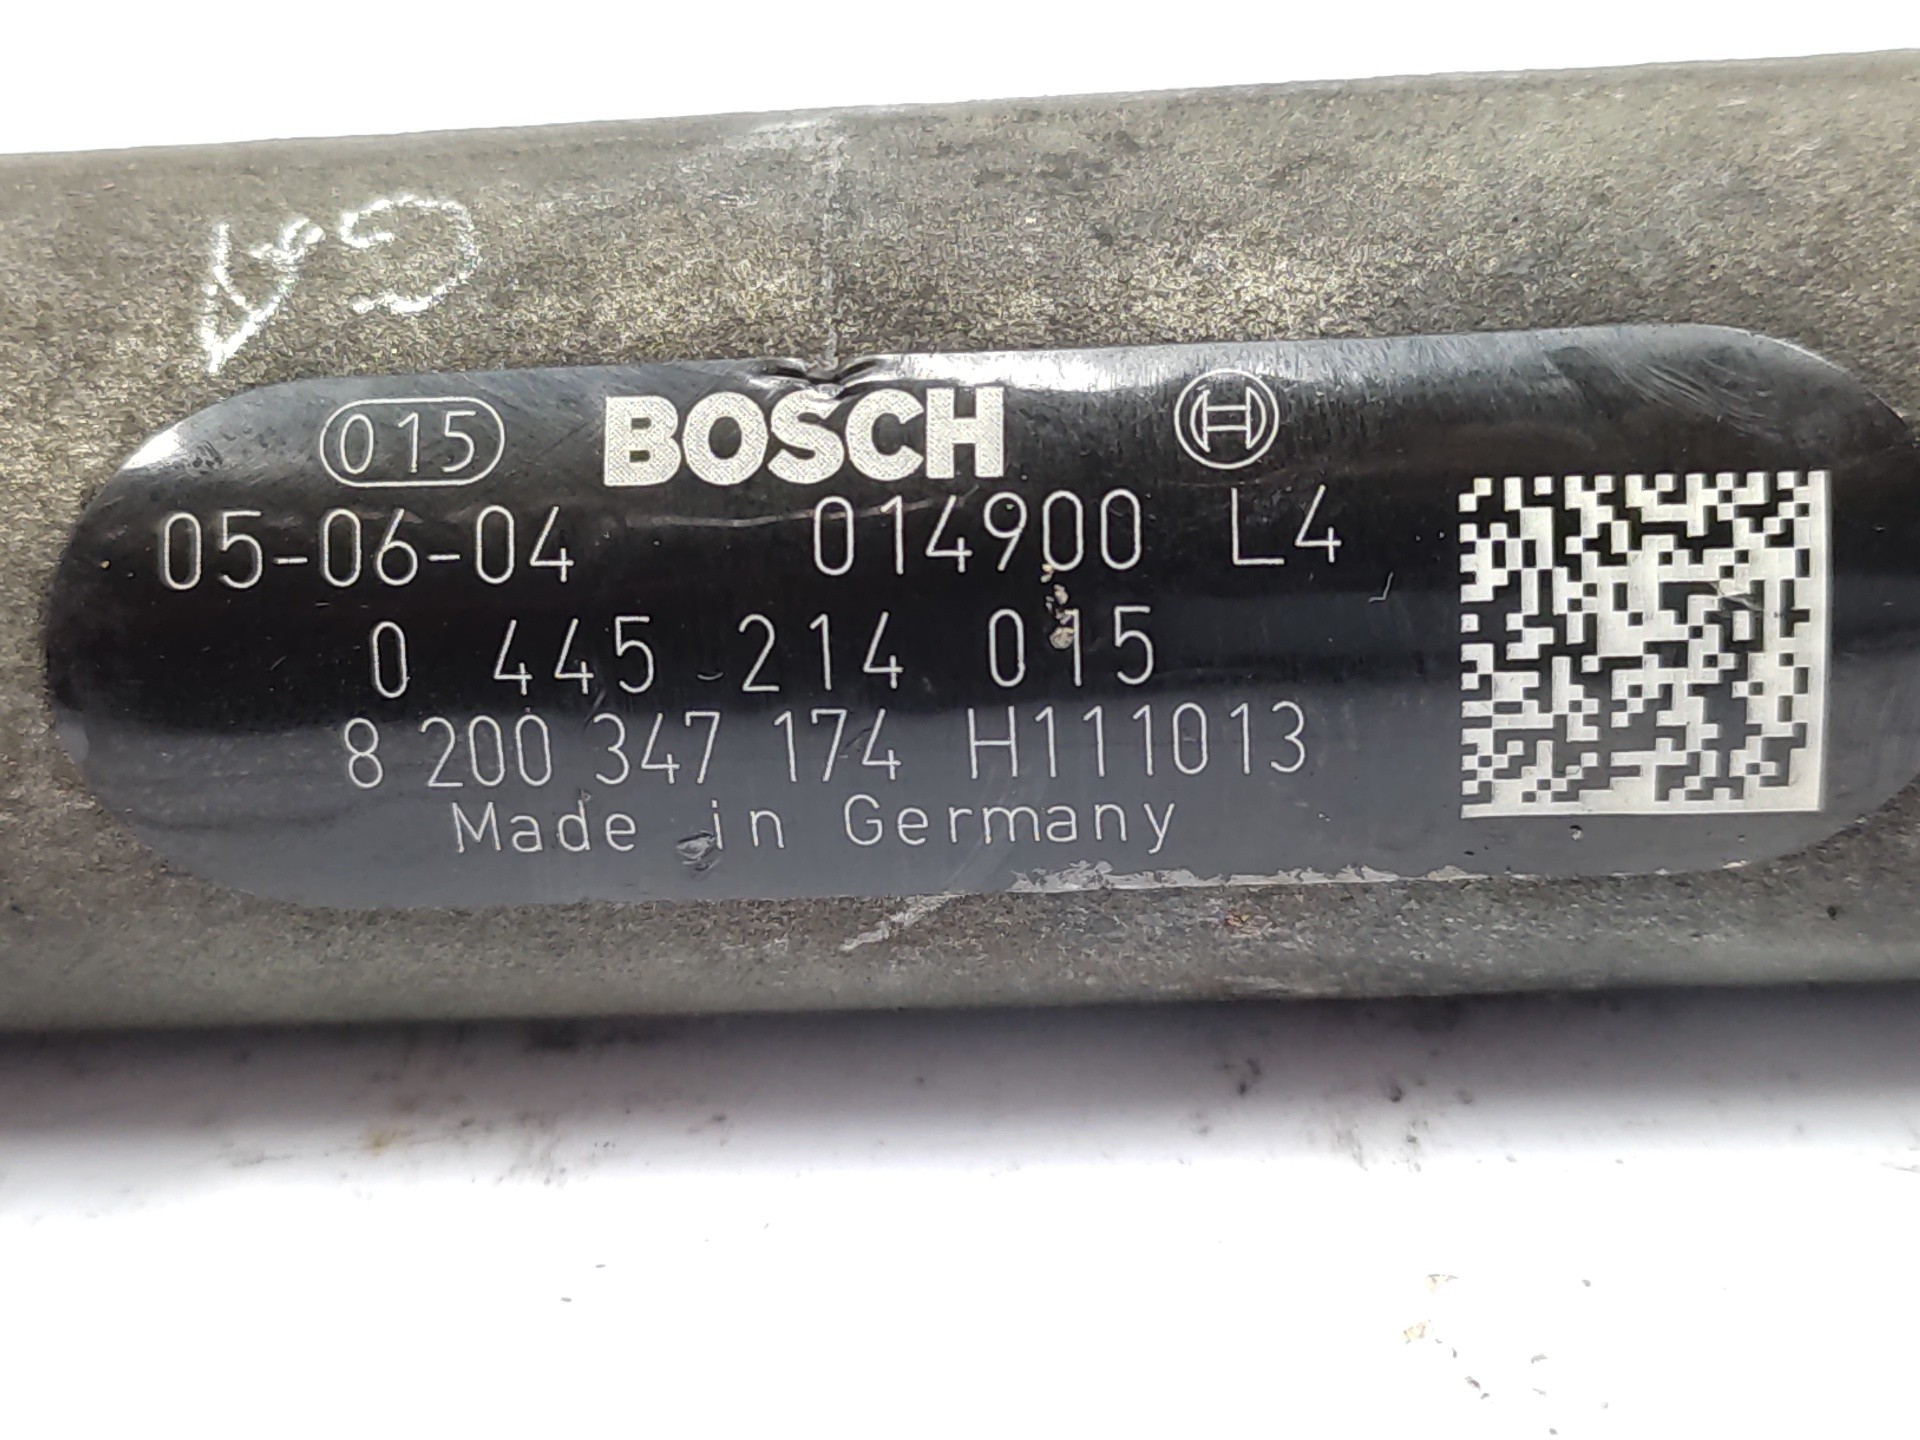 015 BOSCH
05-06-04 014900 L4
0 445 214 015
8 200 347 174 H111013
Made in Germany